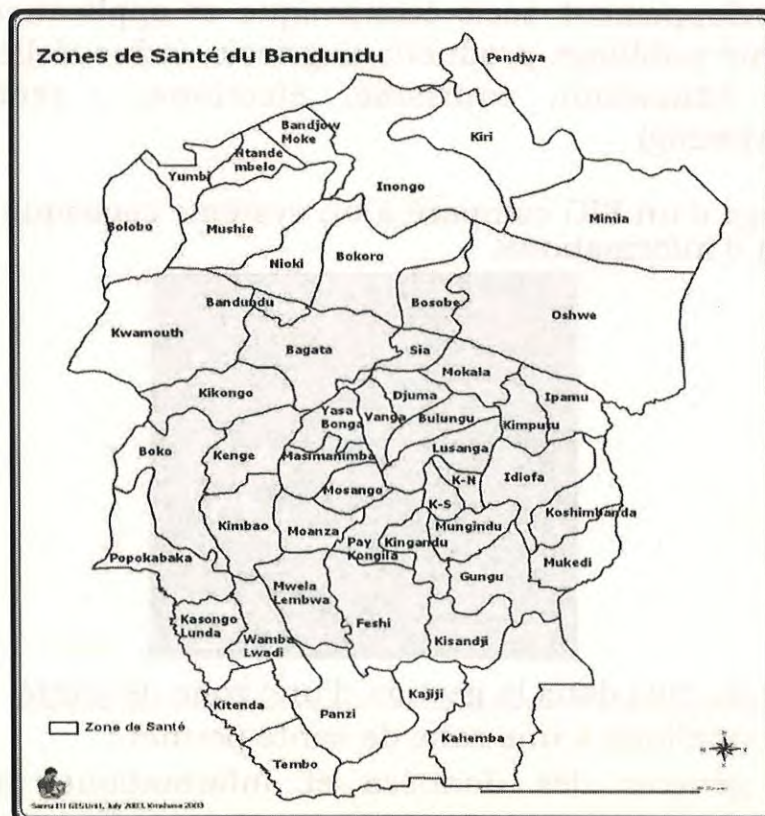 Zones de Santé du Bandundu
Pendjwa
Bandjow
Moke
Ntande
mbelo
Kiri
Yumbi
Inongo
Bolobo
Mushie
Mimia
Nioki
Bokoro
Bandundu
Bosobe
Oshwe
Kwamouth
Bagata
Sia
Mokala
Kikongo
Djuma
Ipamu
Yasa
Bonga
Vanga
Bulungu
Kimputu
Boko
Kenge
Masimanimba
Lusanga
Mosango
K-N
Idiofa
K-S
Koshimbanda
Kimbao
Moanza
Mungindu
Popokabaka
Pay
Kongila
Kingandu
Mukedi
Gungu
Mwela
Lembwa
Kasongo
Lunda
Feshi
Wamba
Lwadi
Kisandji
Kitenda
Panzi
Kajiji
Zone de Santé
Kahemba
Tembo